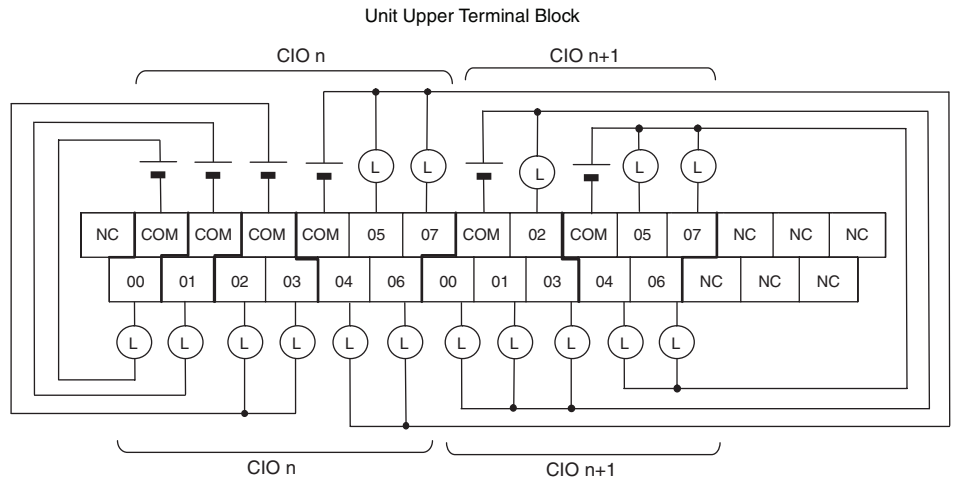 Unit Upper Terminal Block
CIO n
CIO n+1
L L L L L
NC COM COM COM COM 05 07 COM 02 COM 05 07 NC NC NC
00 01 02 03 04 06 00 01 03 04 06 NC NC NC
L L L L L L L L L L L
CIO n
CIO n+1